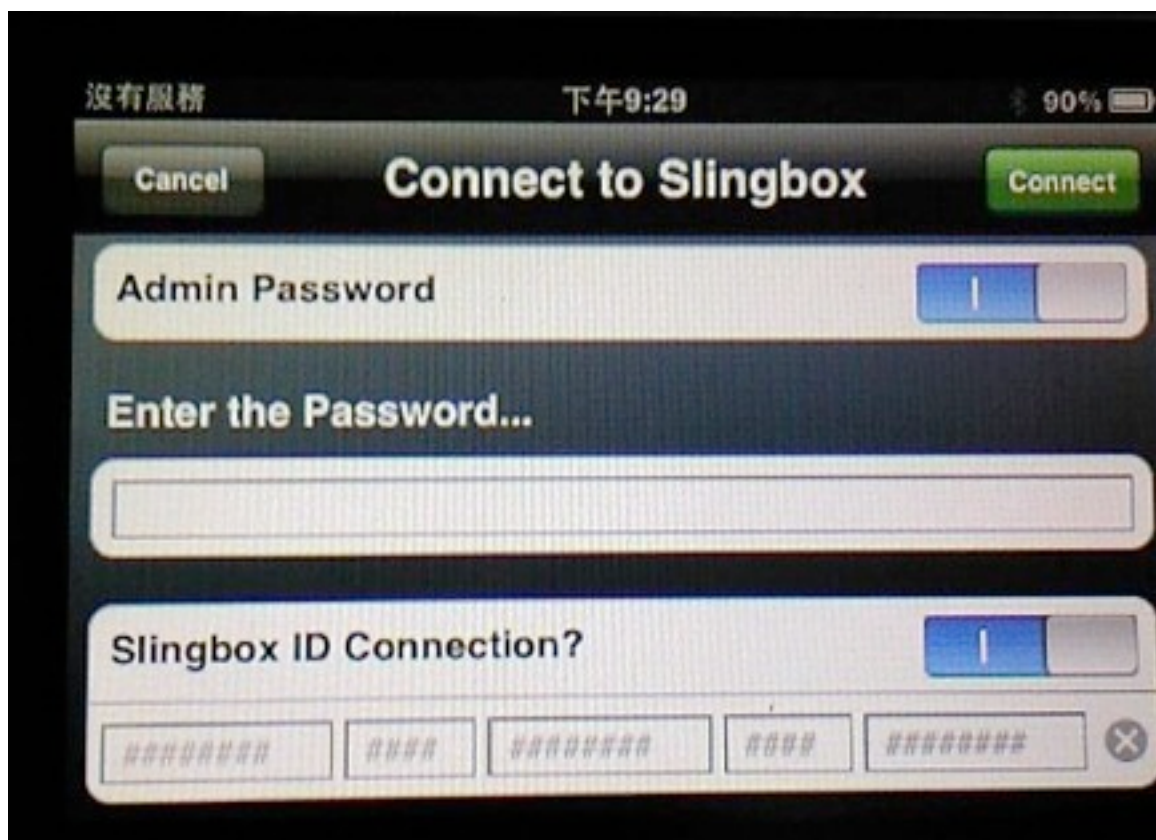 沒有服務 下午9:29 90%
Cancel Connect to Slingbox Connect
Admin Password
Enter the Password...
Slingbox ID Connection?
######## #### ######## #### ########